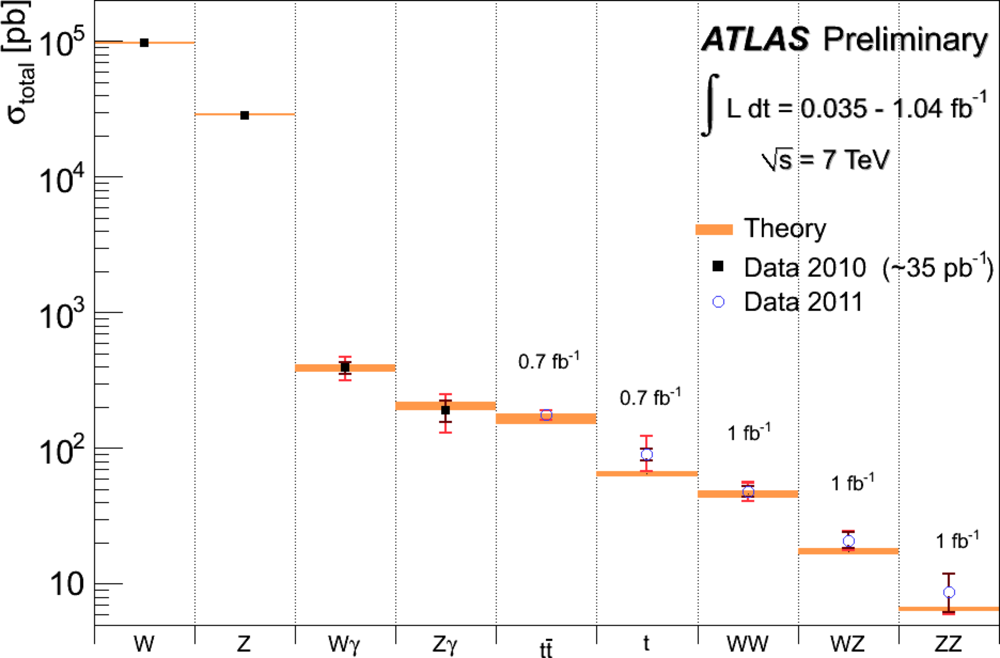 σtotal [pb]
10⁵
10⁴
10³
10²
10
ATLAS Preliminary
∫ L dt = 0.035 - 1.04 fb⁻¹
√s = 7 TeV
Theory
Data 2010 (~35 pb⁻¹)
Data 2011
0.7 fb⁻¹
0.7 fb⁻¹
1 fb⁻¹
1 fb⁻¹
1 fb⁻¹
W Z Wγ Zγ tt̄ t WW WZ ZZ